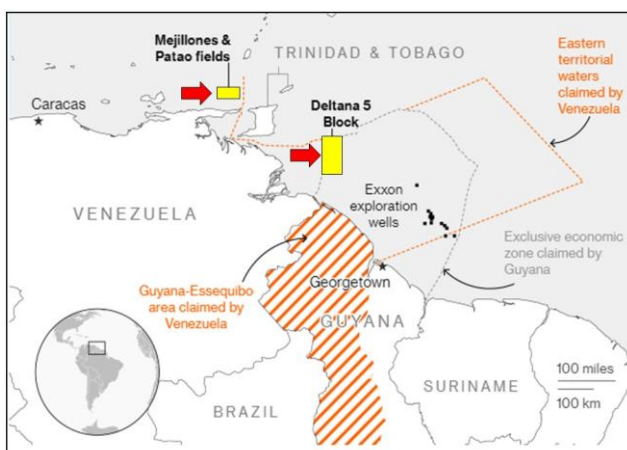 Mejillones &
Patao fields
TRINIDAD & TOBAGO
Eastern
territorial
waters
claimed by
Venezuela
Caracas
Deltana 5
Block
Exxon
exploration
wells
VENEZUELA
Exclusive economic
zone claimed by
Guyana
Guyana-Essequibo
area claimed by
Venezuela
Georgetown
GUYANA
SURINAME
100 miles
100 km
BRAZIL